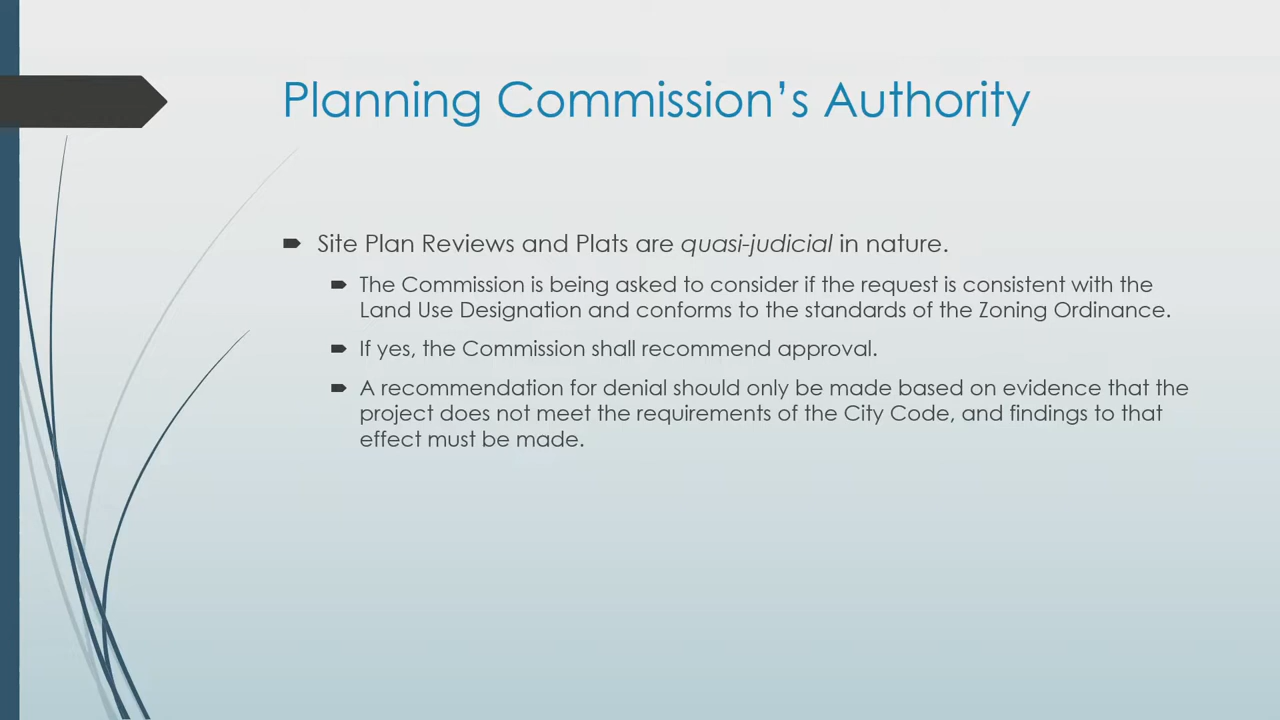 Planning Commission’s Authority
Site Plan Reviews and Plats are quasi-judicial in nature.
The Commission is being asked to consider if the request is consistent with the
Land Use Designation and conforms to the standards of the Zoning Ordinance.
If yes, the Commission shall recommend approval.
A recommendation for denial should only be made based on evidence that the
project does not meet the requirements of the City Code, and findings to that
effect must be made.